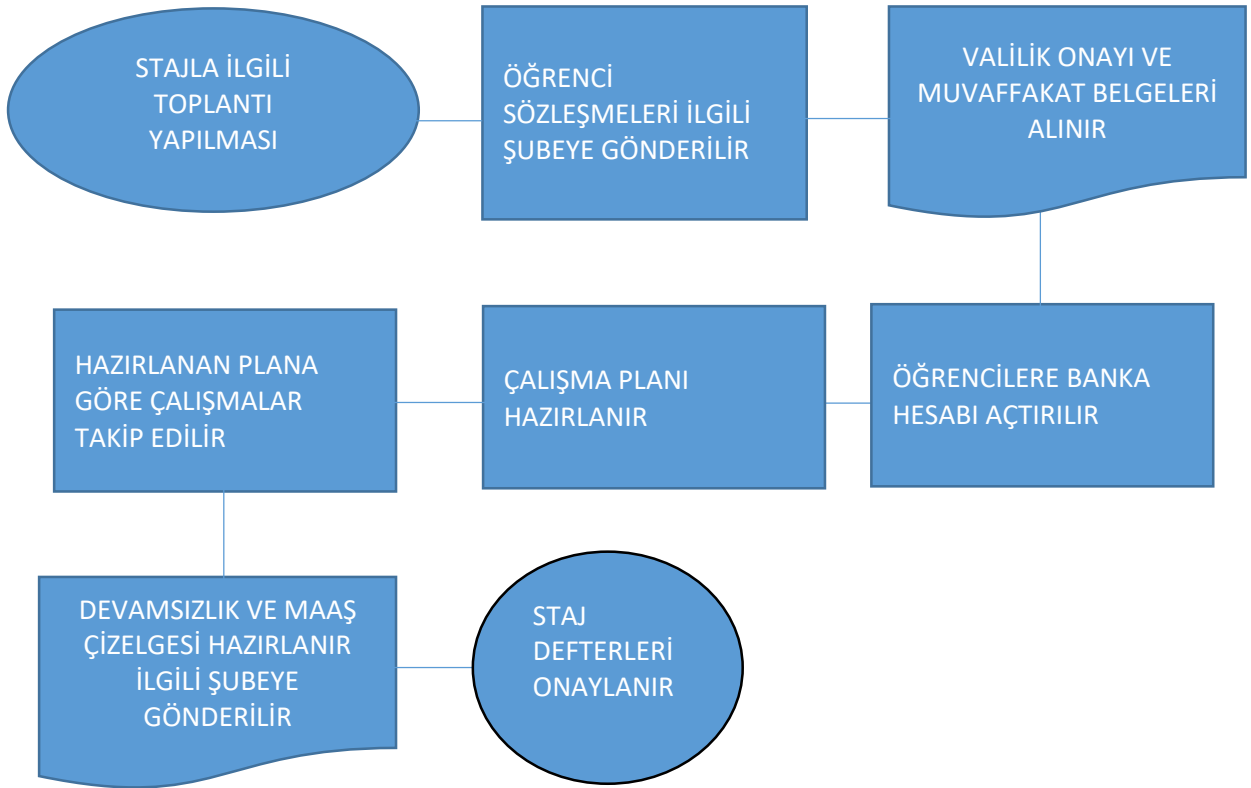 STAJLA İLGİLİ
TOPLANTI
YAPILMASI
ÖĞRENCİ
SÖZLEŞMELERİ İLGİLİ
ŞUBEYE GÖNDERİLİR
VALİLİK ONAYI VE
MUVAFFAKAT BELGELERİ
ALINIR
ÖĞRENCİLERE BANKA
HESABI AÇTIRILIR
ÇALIŞMA PLANI
HAZIRLANIR
HAZIRLANAN PLANA
GÖRE ÇALIŞMALAR
TAKİP EDİLİR
DEVAMSIZLIK VE MAAŞ
ÇİZELGESİ HAZIRLANIR
İLGİLİ ŞUBEYE
GÖNDERİLİR
STAJ
DEFTERLERİ
ONAYLANIR